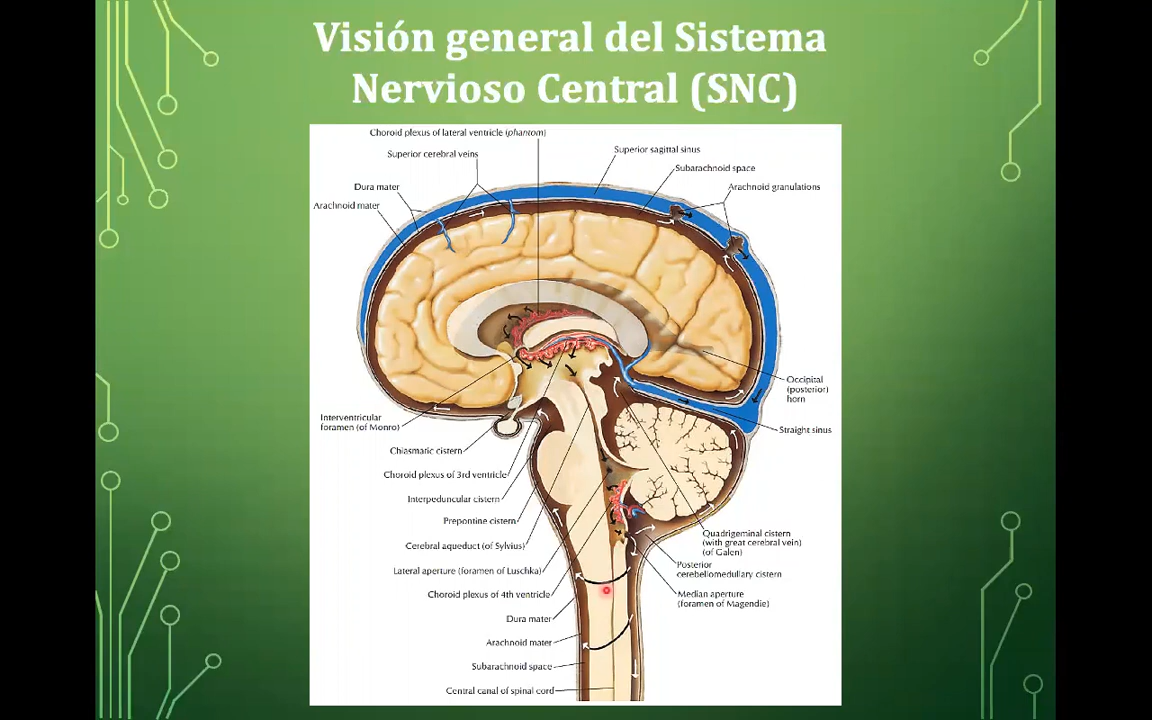 Visión general del Sistema
Nervioso Central (SNC)
Choroid plexus of lateral ventricle (phantom)
Superior cerebral veins
Dura mater
Arachnoid mater
Superior sagittal sinus
Subarachnoid space
Arachnoid granulations
Occipital
(posterior)
horn
Straight sinus
Interventricular
foramen (of Monro)
Chiasmatic cistern
Choroid plexus of 3rd ventricle
Interpeduncular cistern
Prepontine cistern
Cerebral aqueduct (of Sylvius)
Lateral aperture (foramen of Luschka)
Choroid plexus of 4th ventricle
Dura mater
Arachnoid mater
Subarachnoid space
Central canal of spinal cord
Quadrigeminal cistern
(with great cerebral vein)
(of Galen)
Posterior
cerebellomedullary cistern
Median aperture
(foramen of Magendie)